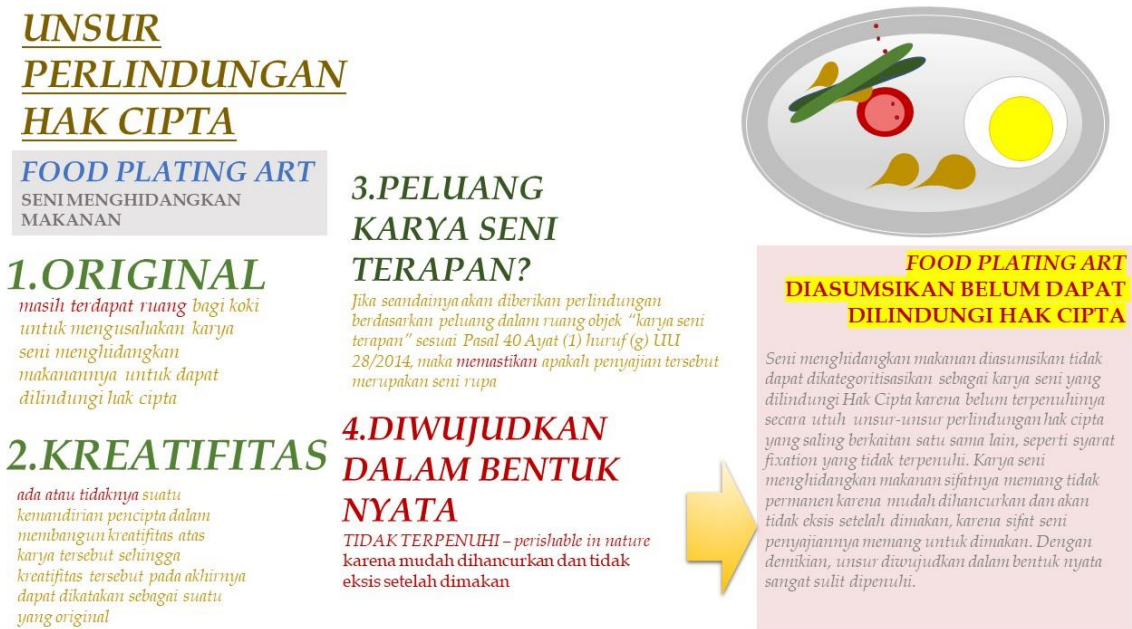 UNSUR
PERLINDUNGAN
HAK CIPTA
FOOD PLATING ART
SENI MENGHIDANGKAN
MAKANAN
1.ORIGINAL
masih terdapat ruang bagi koki
untuk mengusahakan karya
seni menghidangkan
makanannya untuk dapat
dilindungi hak cipta
2.KREATIFITAS
ada atau tidaknya suatu
kemandirian pencipta dalam
membangun kreatifitas atas
karya tersebut sehingga
kreatifitas tersebut pada akhirnya
dapat dikatakan sebagai suatu
yang original
3.PELUANG
KARYA SENI
TERAPAN?
Jika seandainya akan diberikan perlindungan
berdasarkan peluang dalam ruang objek “karya seni
terapan” sesuai Pasal 40 Ayat (1) huruf (g) UU
28/2014, maka memastikan apakah penyajian tersebut
merupakan seni rupa
4.DIWUJUDKAN
DALAM BENTUK
NYATA
TIDAK TERPENUHI – perishable in nature
karena mudah dihancurkan dan tidak
eksis setelah dimakan
FOOD PLATING ART
DIASUMSIKAN BELUM DAPAT
DILINDUNGI HAK CIPTA
Seni menghidangkan makanan diasumsikan tidak
dapat dikategoritisasikan sebagai karya seni yang
dilindungi Hak Cipta karena belum terpenuhinya
secara utuh unsur-unsur perlindungan hak cipta
yang saling berkaitan satu sama lain, seperti syarat
fixation yang tidak terpenuhi. Karya seni
menghidangkan makanan sifatnya memang tidak
permanen karena mudah dihancurkan dan akan
tidak eksis setelah dimakan, karena sifat seni
penyajiannya memang untuk dimakan. Dengan
demikian, unsur diwujudkan dalam bentuk nyata
sangat sulit dipenuhi.